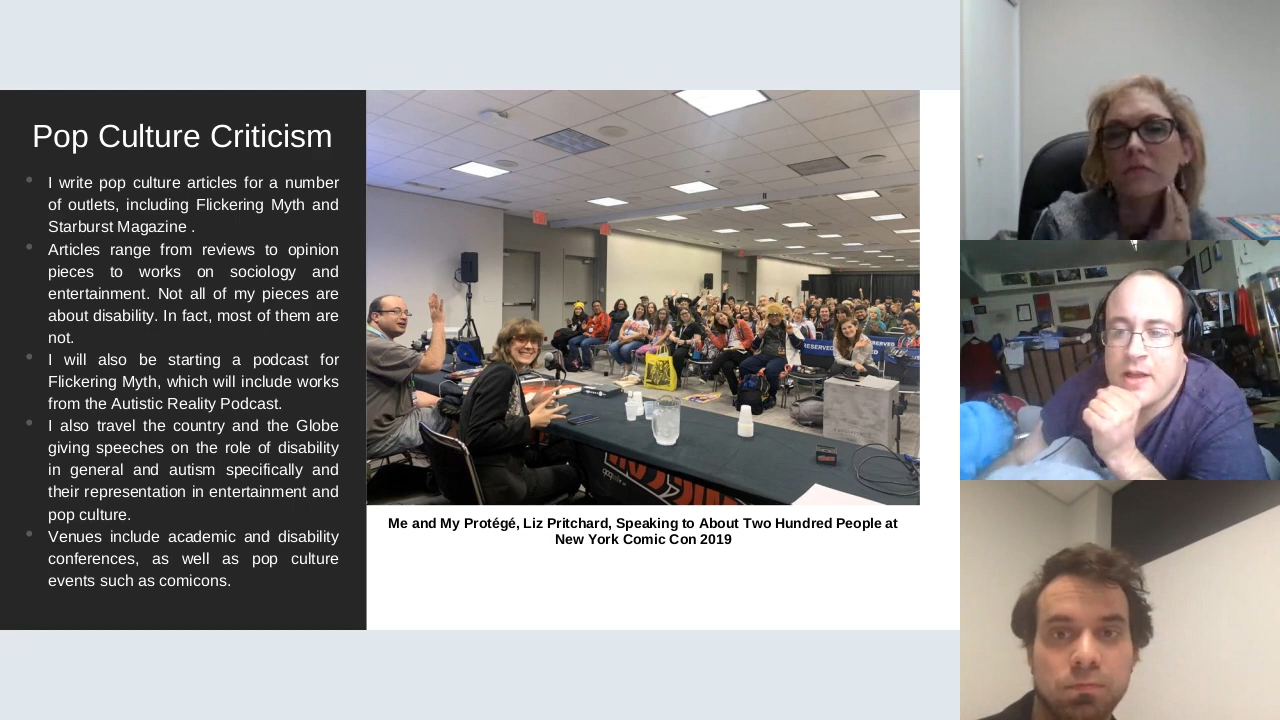 Pop Culture Criticism
I write pop culture articles for a number
of outlets, including Flickering Myth and
Starburst Magazine .
Articles range from reviews to opinion
pieces to works on sociology and
entertainment. Not all of my pieces are
about disability. In fact, most of them are
not.
I will also be starting a podcast for
Flickering Myth, which will include works
from the Autistic Reality Podcast.
I also travel the country and the Globe
giving speeches on the role of disability
in general and autism specifically and
their representation in entertainment and
pop culture.
Venues include academic and disability
conferences, as well as pop culture
events such as comicons.
RESERVED
Me and My Protégé, Liz Pritchard, Speaking to About Two Hundred People at
New York Comic Con 2019